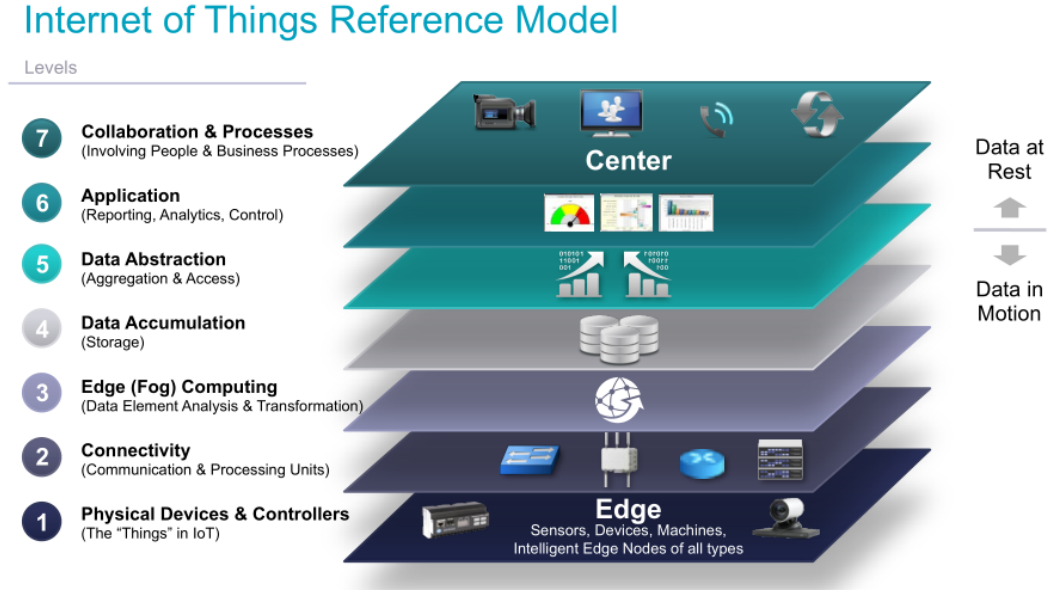 Internet of Things Reference Model
Levels
7
Collaboration & Processes
(Involving People & Business Processes)
6
Application
(Reporting, Analytics, Control)
5
Data Abstraction
(Aggregation & Access)
4
Data Accumulation
(Storage)
3
Edge (Fog) Computing
(Data Element Analysis & Transformation)
2
Connectivity
(Communication & Processing Units)
1
Physical Devices & Controllers
(The “Things” in IoT)
Center
010101
11001
001
Edge
Sensors, Devices, Machines,
Intelligent Edge Nodes of all types
Data at
Rest
Data in
Motion